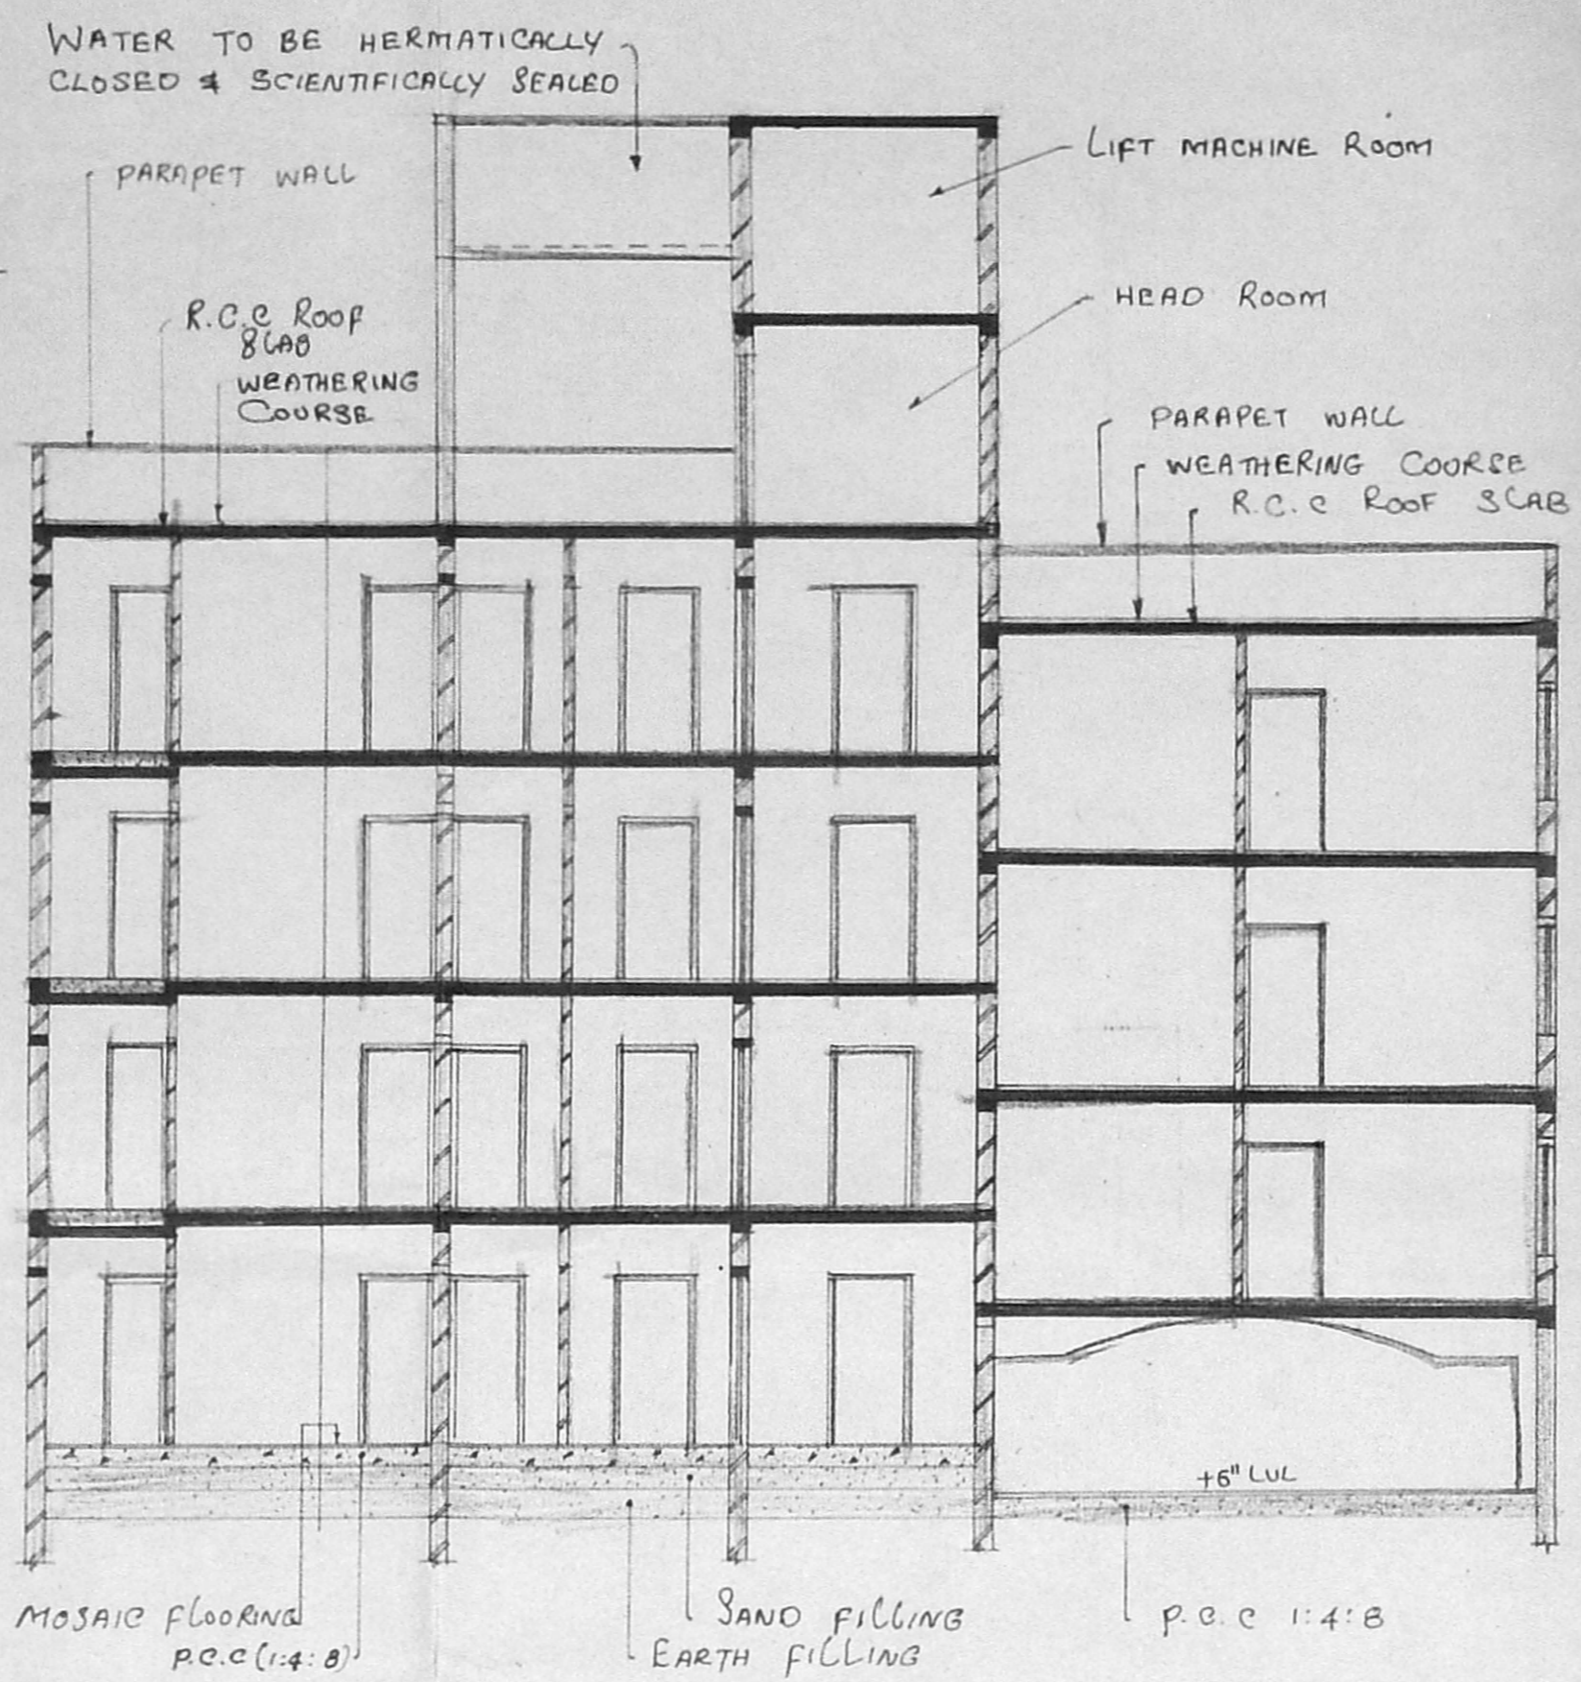 WATER TO BE HERMATICALLY
CLOSED & SCIENTIFICALLY SEALED
PARAPET WALL
LIFT MACHINE ROOM
R.C.C ROOF
SLAB
WEATHERING
COURSE
HEAD ROOM
PARAPET WALL
WEATHERING COURSE
R.C.C ROOF SLAB
+6" LVL
MOSAIC FLOORING
P.C.C (1:4:8)
SAND FILLING
EARTH FILLING
P.C.C 1:4:8